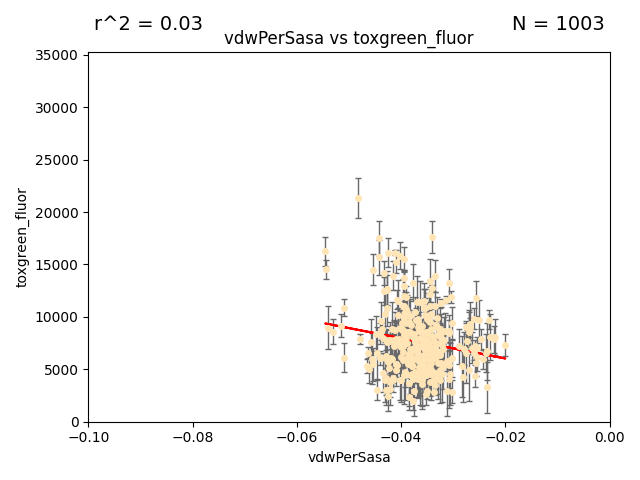 r^2 = 0.03
N = 1003
vdwPerSasa vs toxgreen_fluor
35000
30000
25000
20000
15000
10000
5000
0
toxgreen_fluor
−0.10
−0.08
−0.06
−0.04
−0.02
0.00
vdwPerSasa